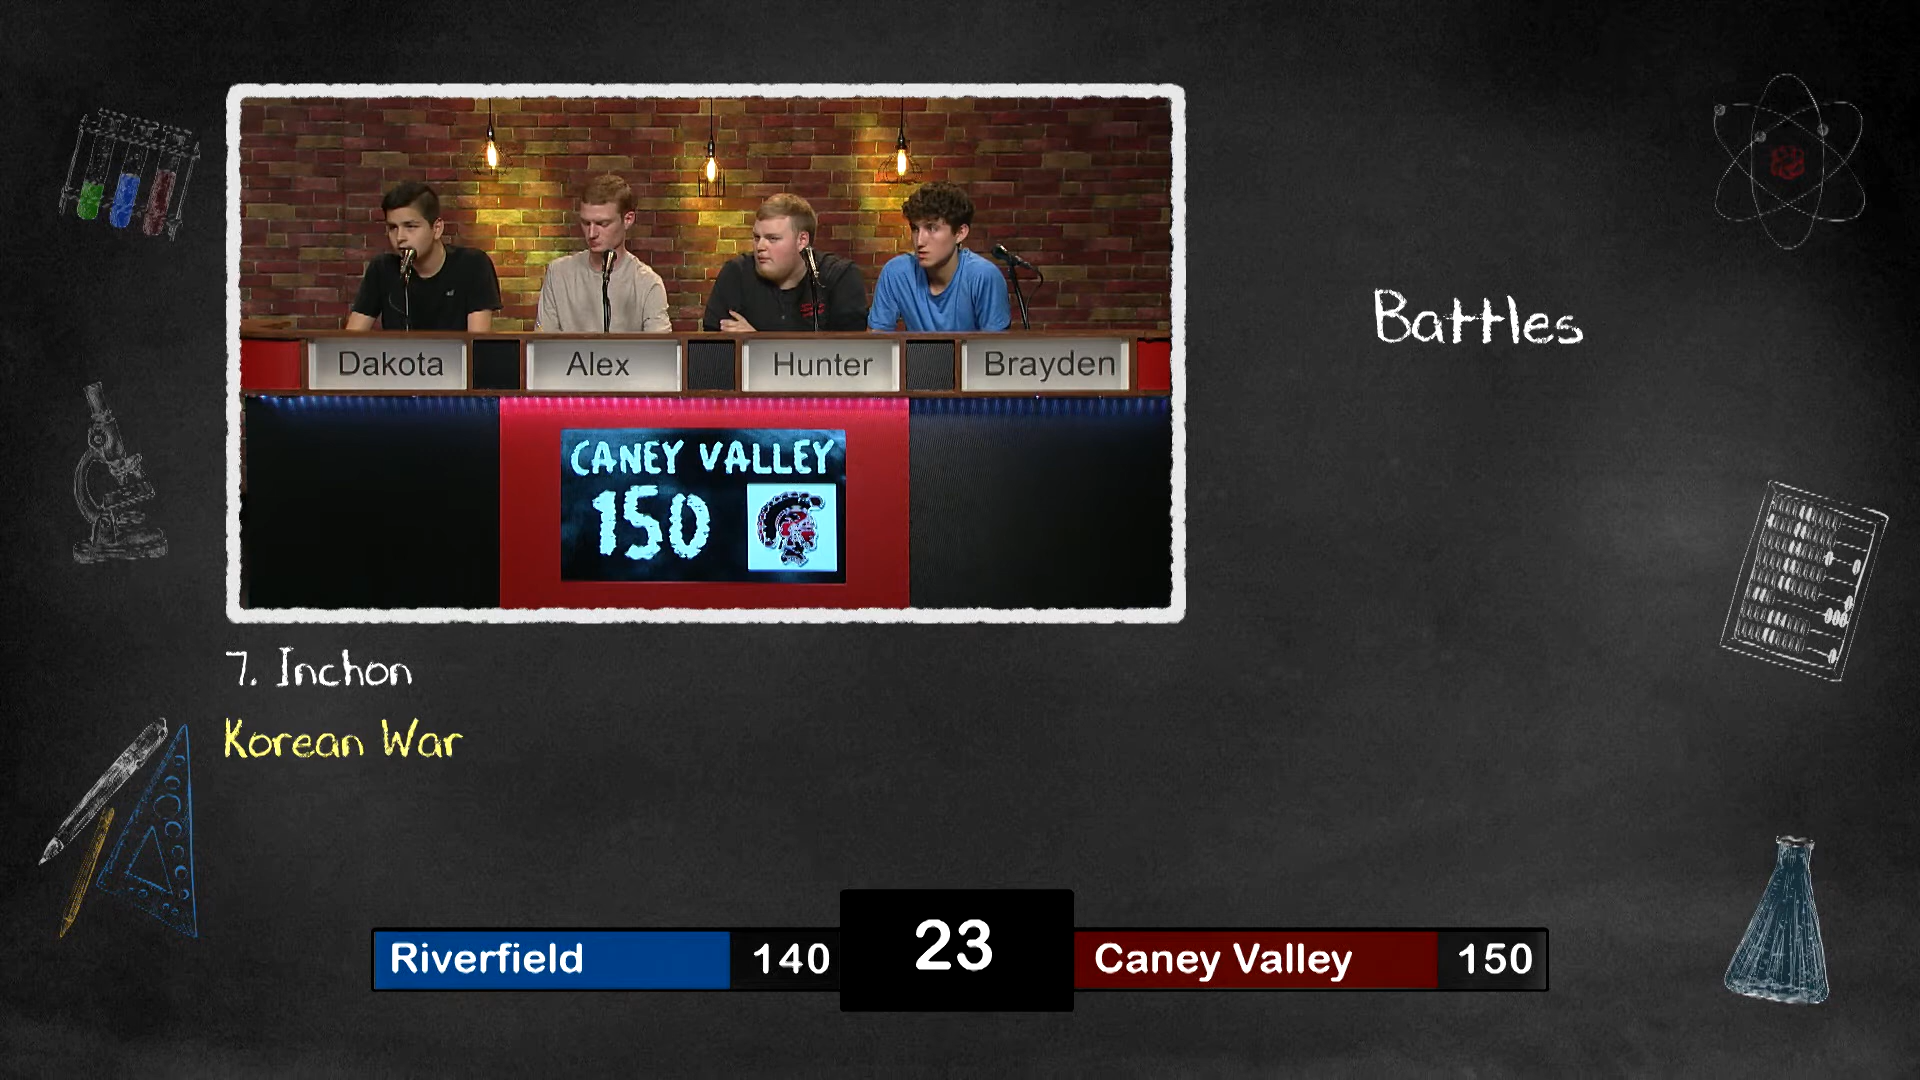 Battles
Dakota
Alex
Hunter
Brayden
CANEY VALLEY
150
7. Inchon
Korean War
Riverfield 140 23 Caney Valley 150